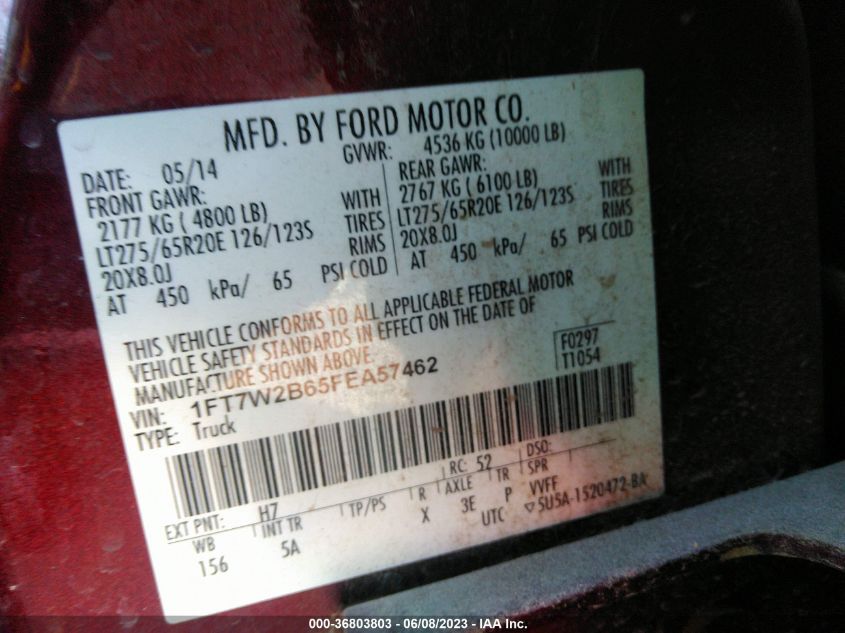 MFD. BY FORD MOTOR CO.
DATE: 05/14 GVWR: 4536 KG (10000 LB)
FRONT GAWR: REAR GAWR:
2177 KG ( 4800 LB) WITH 2767 KG ( 6100 LB) WITH
LT275/65R20E 126/123S TIRES LT275/65R20E 126/123S TIRES
20X8.0J RIMS 20X8.0J RIMS
AT 450 kPa/ 65 PSI COLD AT 450 kPa/ 65 PSI COLD
THIS VEHICLE CONFORMS TO ALL APPLICABLE FEDERAL MOTOR
VEHICLE SAFETY STANDARDS IN EFFECT ON THE DATE OF
MANUFACTURE SHOWN ABOVE.
VIN: 1FT7W2B65FEA57462 F0297
TYPE: Truck T1054
EXT PNT: H7 RC: 52 DSO:
WB INT TR TP/PS R AXLE TR SPR
156 5A X 3E P VVFF
UTC ▽5U5A-1520472-BA
000-36803803 - 06/08/2023 - IAA Inc.